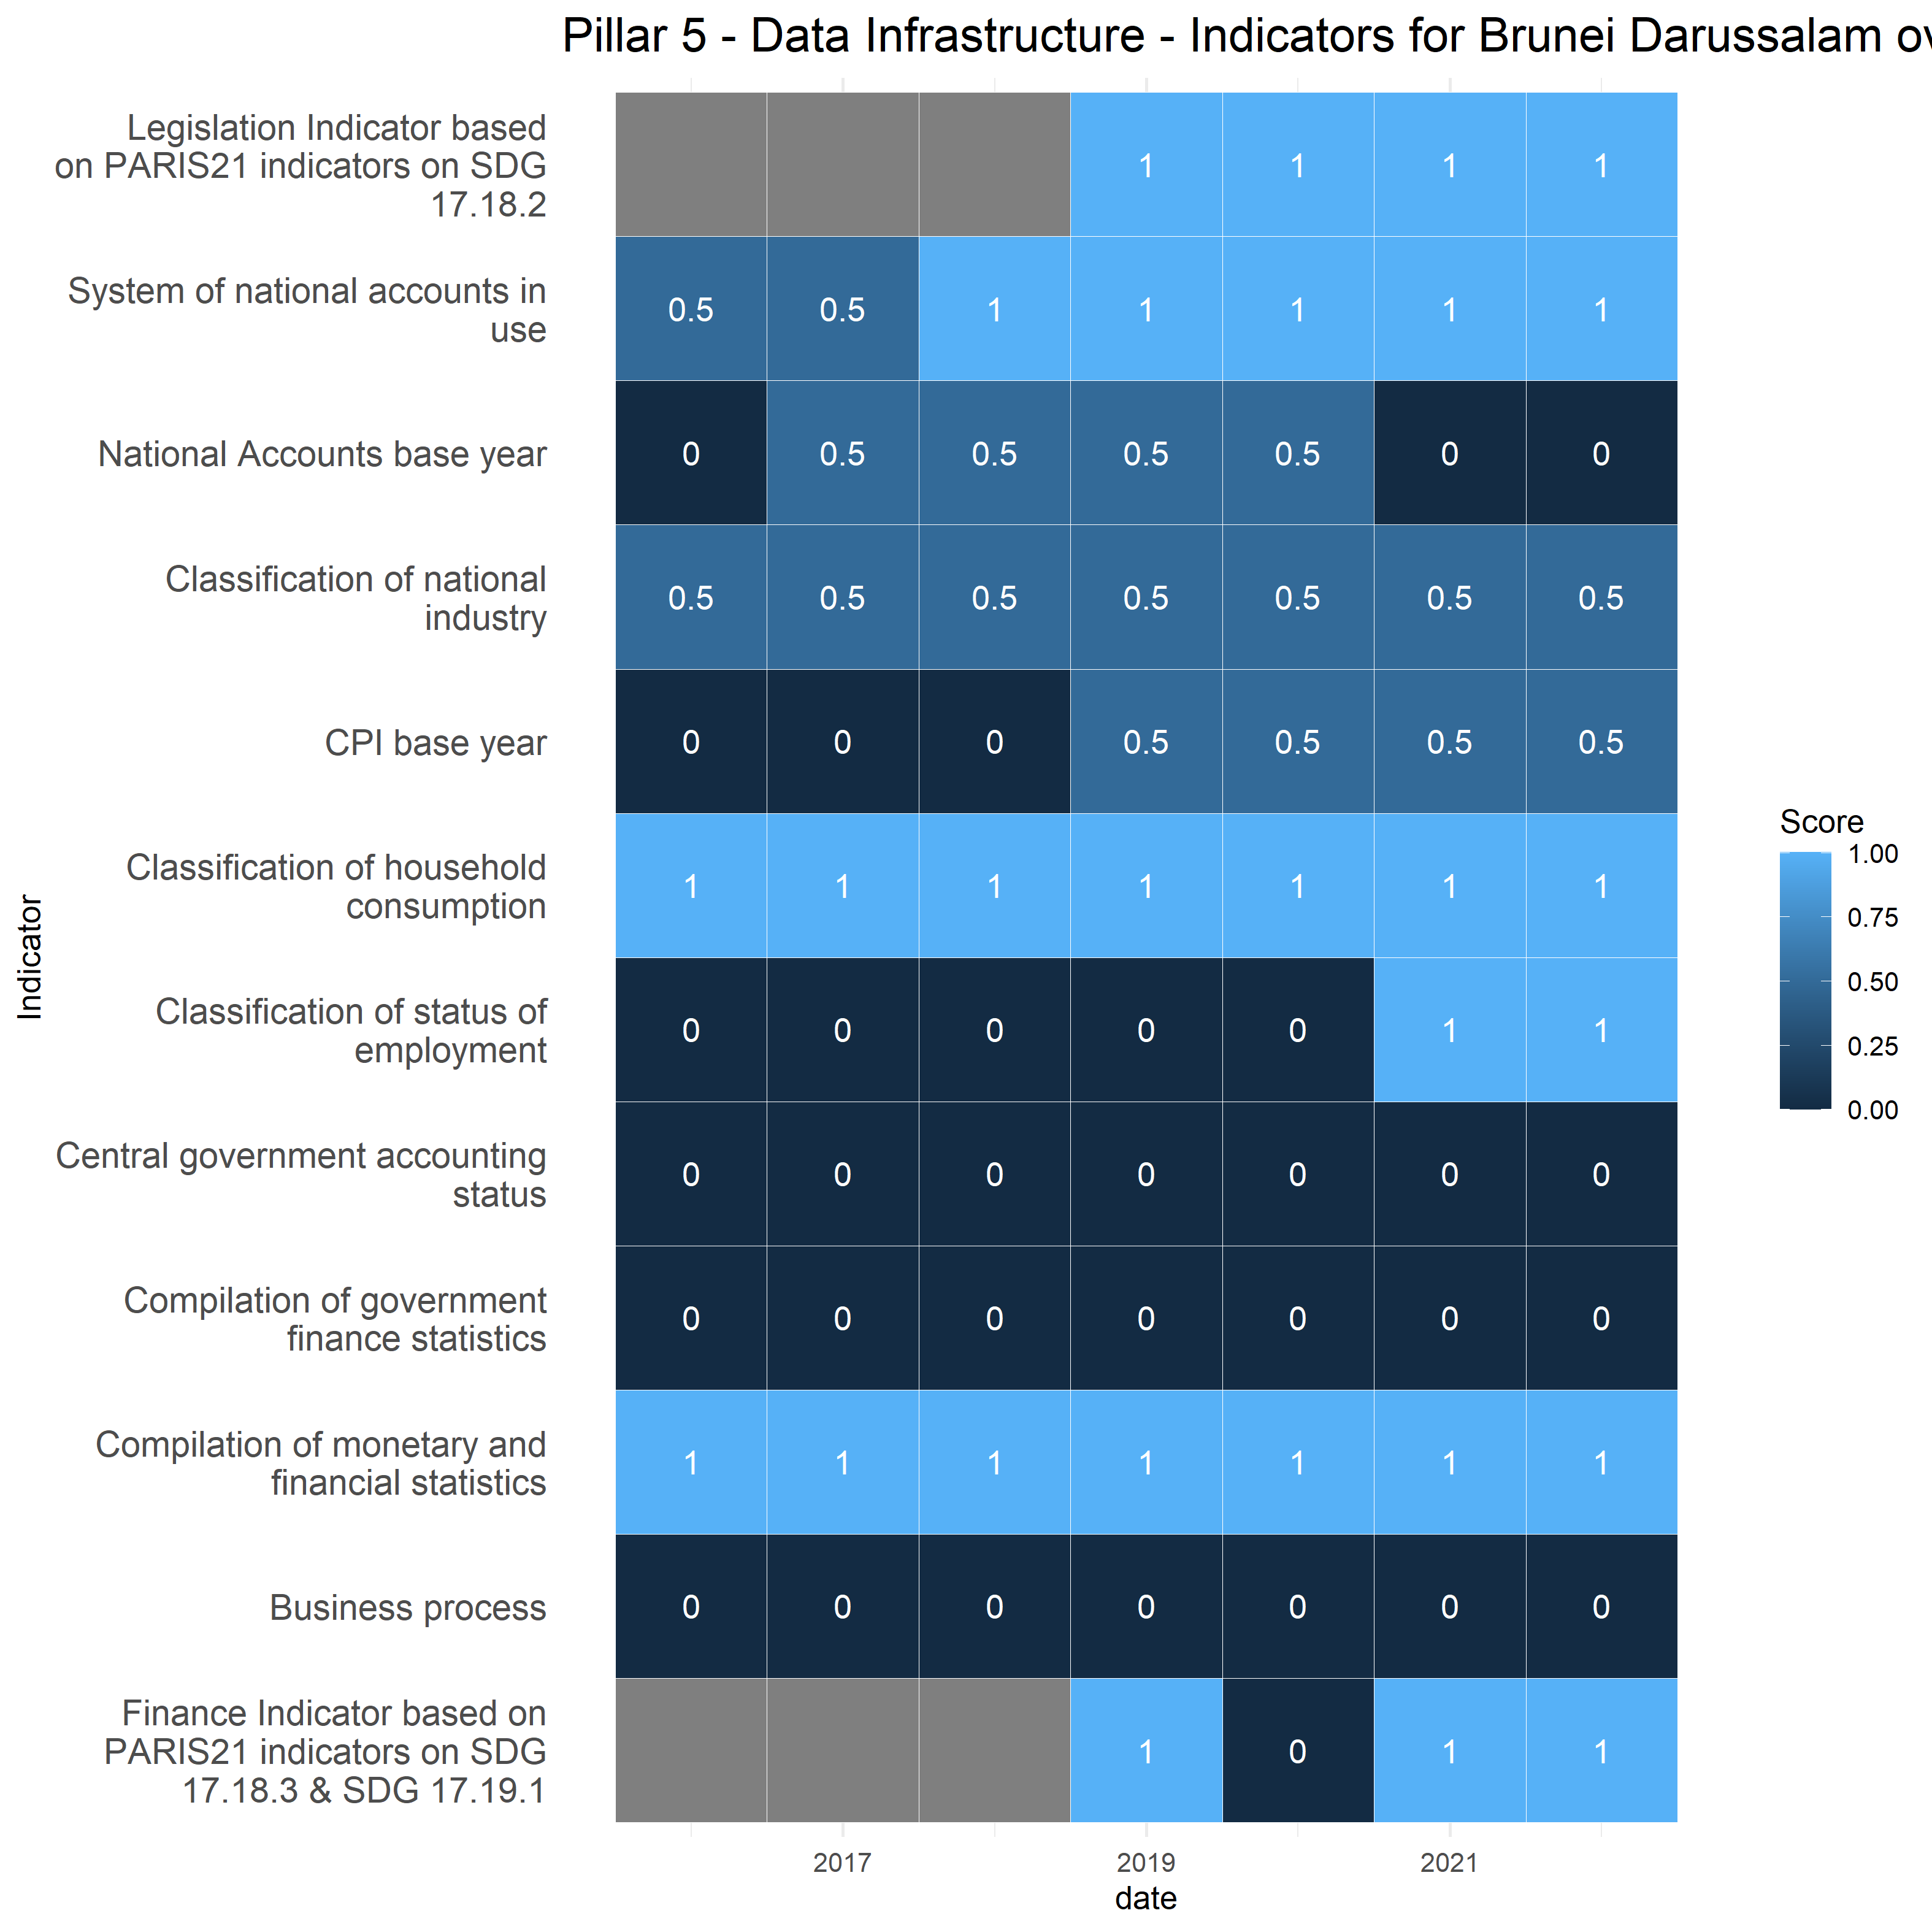 Pillar 5 - Data Infrastructure - Indicators for Brunei Darussalam ov
Legislation Indicator based
on PARIS21 indicators on SDG
17.18.2
1 1 1 1
System of national accounts in
use
0.5 0.5 1 1 1 1 1
National Accounts base year
0 0.5 0.5 0.5 0.5 0 0
Classification of national
industry
0.5 0.5 0.5 0.5 0.5 0.5 0.5
CPI base year
0 0 0 0.5 0.5 0.5 0.5
Classification of household
consumption
1 1 1 1 1 1 1
Classification of status of
employment
0 0 0 0 0 1 1
Central government accounting
status
0 0 0 0 0 0 0
Compilation of government
finance statistics
0 0 0 0 0 0 0
Compilation of monetary and
financial statistics
1 1 1 1 1 1 1
Business process
0 0 0 0 0 0 0
Finance Indicator based on
PARIS21 indicators on SDG
17.18.3 & SDG 17.19.1
1 0 1 1
Indicator
2017 2019 2021
date
Score
1.00
0.75
0.50
0.25
0.00